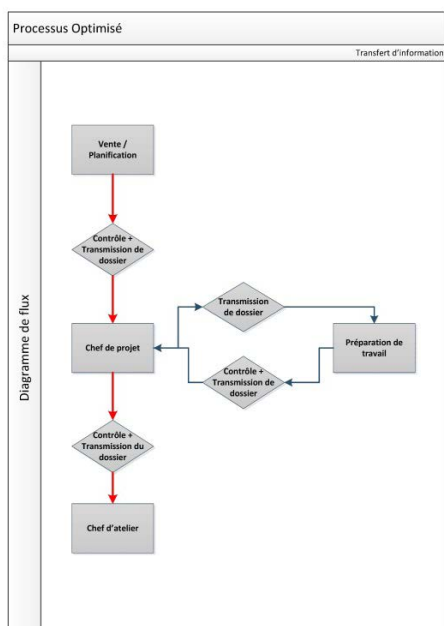 Processus Optimisé
Transfert d'information
Diagramme de flux
Vente /
Planification
Contrôle +
Transmission de
dossier
Transmission
de dossier
Chef de projet
Préparation de
travail
Contrôle +
Transmission de
dossier
Contrôle +
Transmission du
dossier
Chef d'atelier